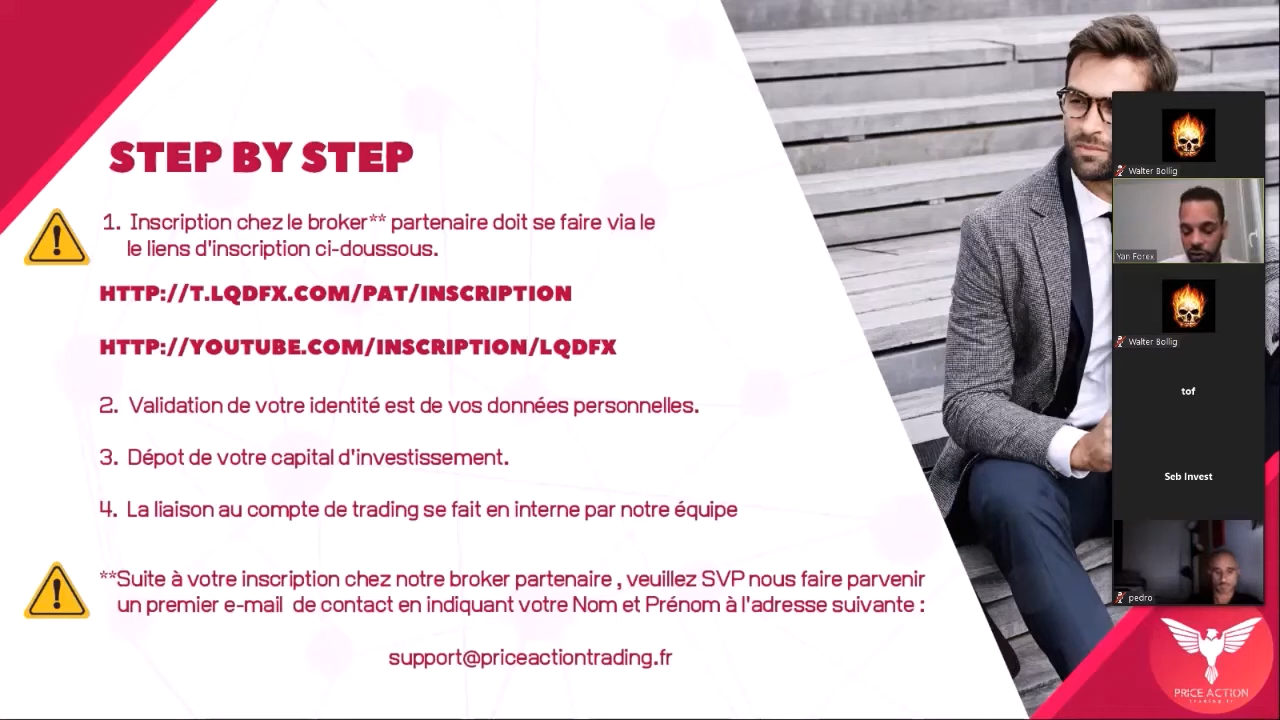 STEP BY STEP
1. Inscription chez le broker** partenaire doit se faire via le
le liens d'inscription ci-doussous.
HTTP://T.LQDFX.COM/PAT/INSCRIPTION
HTTP://YOUTUBE.COM/INSCRIPTION/LQDFX
2. Validation de votre identité est de vos données personnelles.
3. Dépot de votre capital d'investissement.
4. La liaison au compte de trading se fait en interne par notre équipe
**Suite à votre inscription chez notre broker partenaire , veuillez SVP nous faire parvenir
un premier e-mail de contact en indiquant votre Nom et Prénom à l'adresse suivante :
support@priceactiontrading.fr
Walter Bollig
Yan Forex
Walter Bollig
tof
Seb Invest
pedro
PRICE ACTION
trading.fr